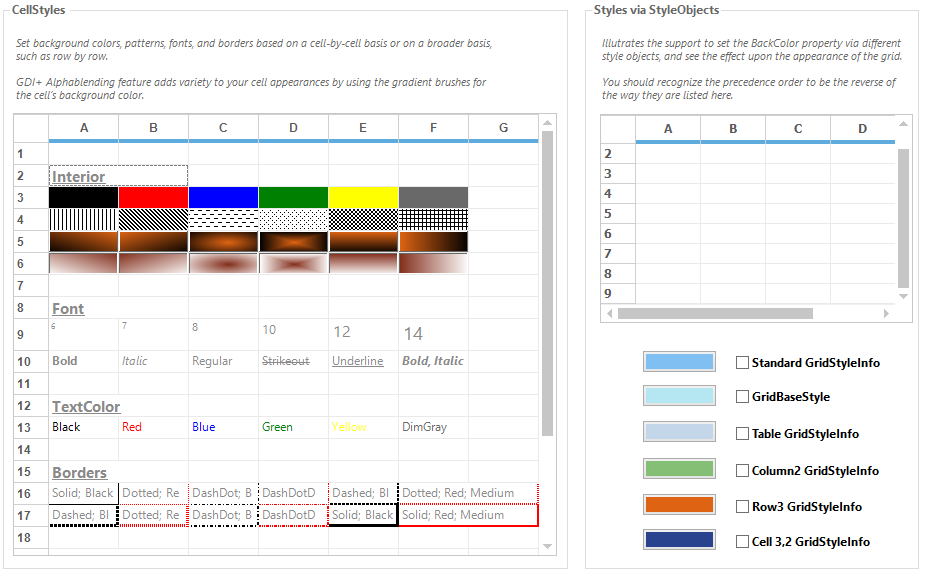 CellStyles
Set background colors, patterns, fonts, and borders based on a cell-by-cell basis or on a broader basis,
such as row by row.
GDI+ Alphablending feature adds variety to your cell appearances by using the gradient brushes for
the cell's background color.
A B C D E F G
1
2 Interior
3
4
5
6
7
8 Font
9 6 7 8 10 12 14
10 Bold Italic Regular Strikeout Underline Bold, Italic
11
12 TextColor
13 Black Red Blue Green Yellow DimGray
14
15 Borders
16 Solid; Black Dotted; Re DashDot; B DashDotD Dashed; Bl Dotted; Red; Medium
17 Dashed; Bl Dotted; Re DashDot; B DashDotD Solid; Black Solid; Red; Medium
18
Styles via StyleObjects
Illutrates the support to set the BackColor property via different
style objects, and see the effect upon the appearance of the grid.
You should recognize the precedence order to be the reverse of
the way they are listed here.
A B C D
2
3
4
5
6
7
8
9
Standard GridStyleInfo
GridBaseStyle
Table GridStyleInfo
Column2 GridStyleInfo
Row3 GridStyleInfo
Cell 3,2 GridStyleInfo